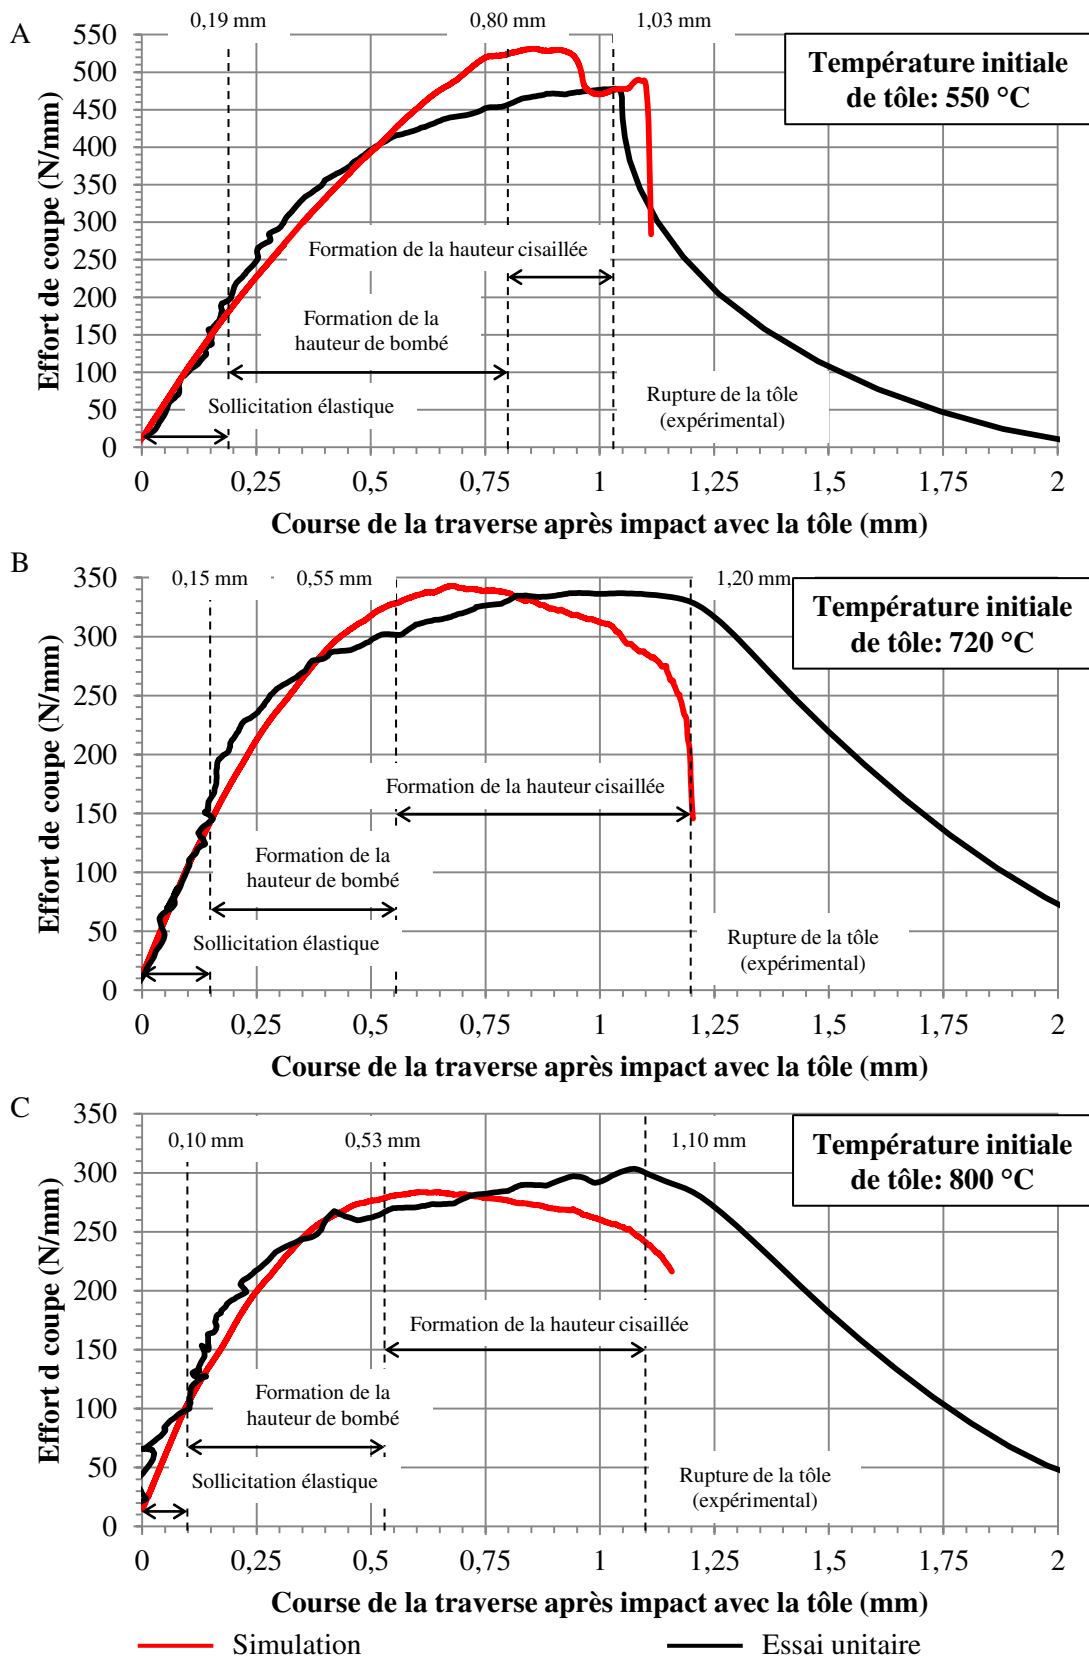 A
0,19 mm
0,80 mm
1,03 mm
Température initiale
de tôle: 550 °C
Effort de coupe (N/mm)
550
500
450
400
350
300
250
200
150
100
50
0
Formation de la hauteur cisaillée
Formation de la
hauteur de bombé
Sollicitation élastique
Rupture de la tôle
(expérimental)
0 0,25 0,5 0,75 1 1,25 1,5 1,75 2
Course de la traverse après impact avec la tôle (mm)
B
0,15 mm
0,55 mm
1,20 mm
Température initiale
de tôle: 720 °C
Effort de coupe (N/mm)
350
300
250
200
150
100
50
0
Formation de la hauteur cisaillée
Formation de la
hauteur de bombé
Sollicitation élastique
Rupture de la tôle
(expérimental)
0 0,25 0,5 0,75 1 1,25 1,5 1,75 2
Course de la traverse après impact avec la tôle (mm)
C
0,10 mm
0,53 mm
1,10 mm
Température initiale
de tôle: 800 °C
Effort d coupe (N/mm)
350
300
250
200
150
100
50
0
Formation de la hauteur cisaillée
Formation de la
hauteur de bombé
Sollicitation élastique
Rupture de la tôle
(expérimental)
0 0,25 0,5 0,75 1 1,25 1,5 1,75 2
Course de la traverse après impact avec la tôle (mm)
Simulation
Essai unitaire